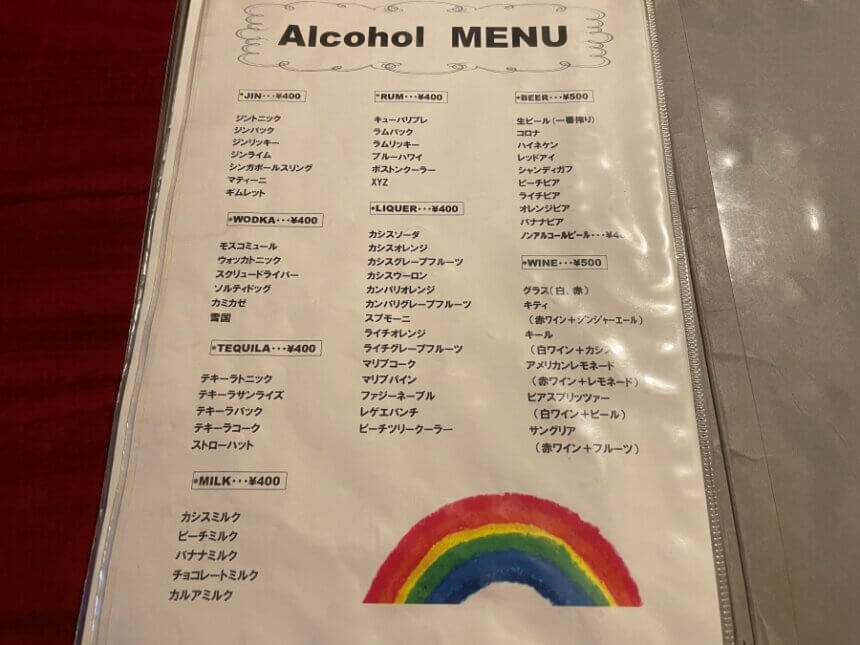 Alcohol MENU
*JIN･･･¥400
ジントニック
ジンバック
ジンリッキー
ジンライム
シンガポールスリング
マティーニ
ギムレット
*WODKA･･･¥400
モスコミュール
ウォッカトニック
スクリュードライバー
ソルティドッグ
カミカゼ
雪国
*TEQUILA･･･¥400
テキーラトニック
テキーラサンライズ
テキーラバック
テキーラコーク
ストローハット
*MILK･･･¥400
カシスミルク
ピーチミルク
バナナミルク
チョコレートミルク
カルアミルク
*RUM･･･¥400
キューバリブレ
ラムバック
ラムリッキー
ブルーハワイ
ボストンクーラー
XYZ
*LIQUER･･･¥400
カシスソーダ
カシスオレンジ
カシスグレープフルーツ
カシスウーロン
カンパリオレンジ
カンパリグレープフルーツ
スプモーニ
ライチオレンジ
ライチグレープフルーツ
マリブコーク
マリブパイン
ファジーネーブル
レゲエパンチ
ピーチツリークーラー
*BEER･･･¥500
生ビール(一番搾り)
コロナ
ハイネケン
レッドアイ
シャンディガフ
ピーチビア
ライチビア
オレンジビア
バナナビア
ノンアルコールビール･･･
*WINE･･･¥500
グラス(白、赤)
キティ
(赤ワイン+ジンジャーエール)
キール
(白ワイン+カシス
アメリカンレモネード
(赤ワイン+レモネード)
ビアスプリッツァー
(白ワイン+ビール)
サングリア
(赤ワイン+フルーツ)